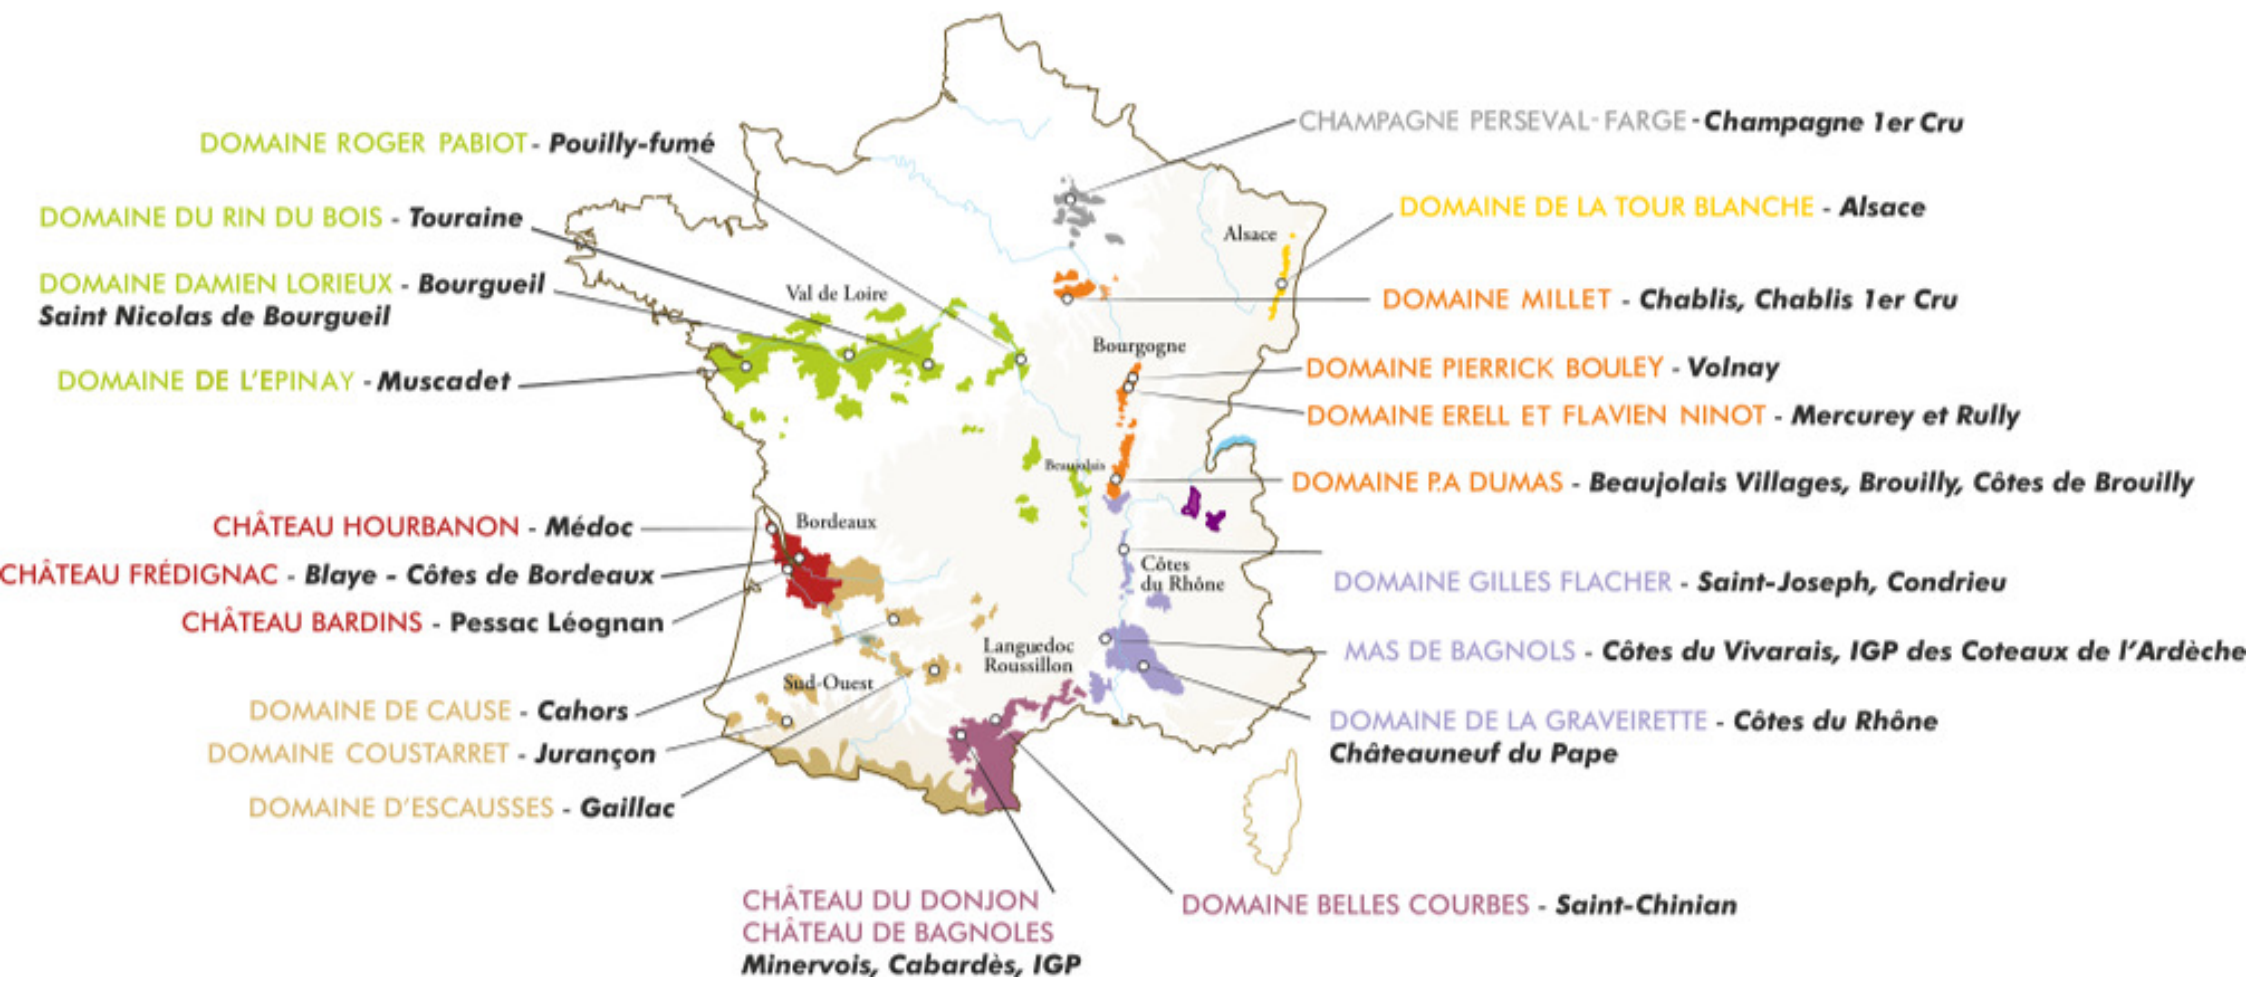 DOMAINE ROGER PABIOT - Pouilly-fumé
DOMAINE DU RIN DU BOIS - Touraine
DOMAINE DAMIEN LORIEUX - Bourgueil
Saint Nicolas de Bourgueil
DOMAINE DE L'EPINAY - Muscadet
CHÂTEAU HOURBANON - Médoc
CHÂTEAU FRÉDIGNAC - Blaye - Côtes de Bordeaux
CHÂTEAU BARDINS - Pessac Léognan
DOMAINE DE CAUSE - Cahors
DOMAINE COUSTARRET - Jurançon
DOMAINE D'ESCAUSSES - Gaillac
CHÂTEAU DU DONJON
CHÂTEAU DE BAGNOLES
Minervois, Cabardès, IGP
Val de Loire
Alsace
Bourgogne
Beaujolais
Bordeaux
Côtes
du Rhône
Languedoc
Roussillon
Sud-Ouest
CHAMPAGNE PERSEVAL-FARGE - Champagne 1er Cru
DOMAINE DE LA TOUR BLANCHE - Alsace
DOMAINE MILLET - Chablis, Chablis 1er Cru
DOMAINE PIERRICK BOULEY - Volnay
DOMAINE ERELL ET FLAVIEN NINOT - Mercurey et Rully
DOMAINE P.A DUMAS - Beaujolais Villages, Brouilly, Côtes de Brouilly
DOMAINE GILLES FLACHER - Saint-Joseph, Condrieu
MAS DE BAGNOLS - Côtes du Vivarais, IGP des Coteaux de l'Ardèche
DOMAINE DE LA GRAVEIRETTE - Côtes du Rhône
Châteauneuf du Pape
DOMAINE BELLES COURBES - Saint-Chinian